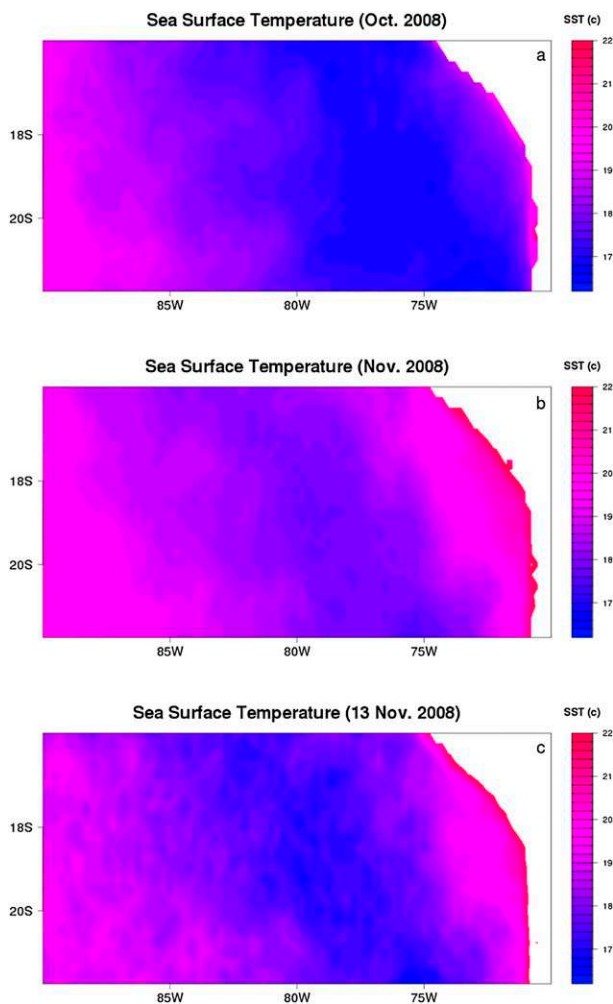 Sea Surface Temperature (Oct. 2008)
SST (c)
a
22
21
20
19
18
17
18S
20S
85W
80W
75W
Sea Surface Temperature (Nov. 2008)
SST (c)
b
22
21
20
19
18
17
18S
20S
85W
80W
75W
Sea Surface Temperature (13 Nov. 2008)
SST (c)
c
22
21
20
19
18
17
18S
20S
85W
80W
75W